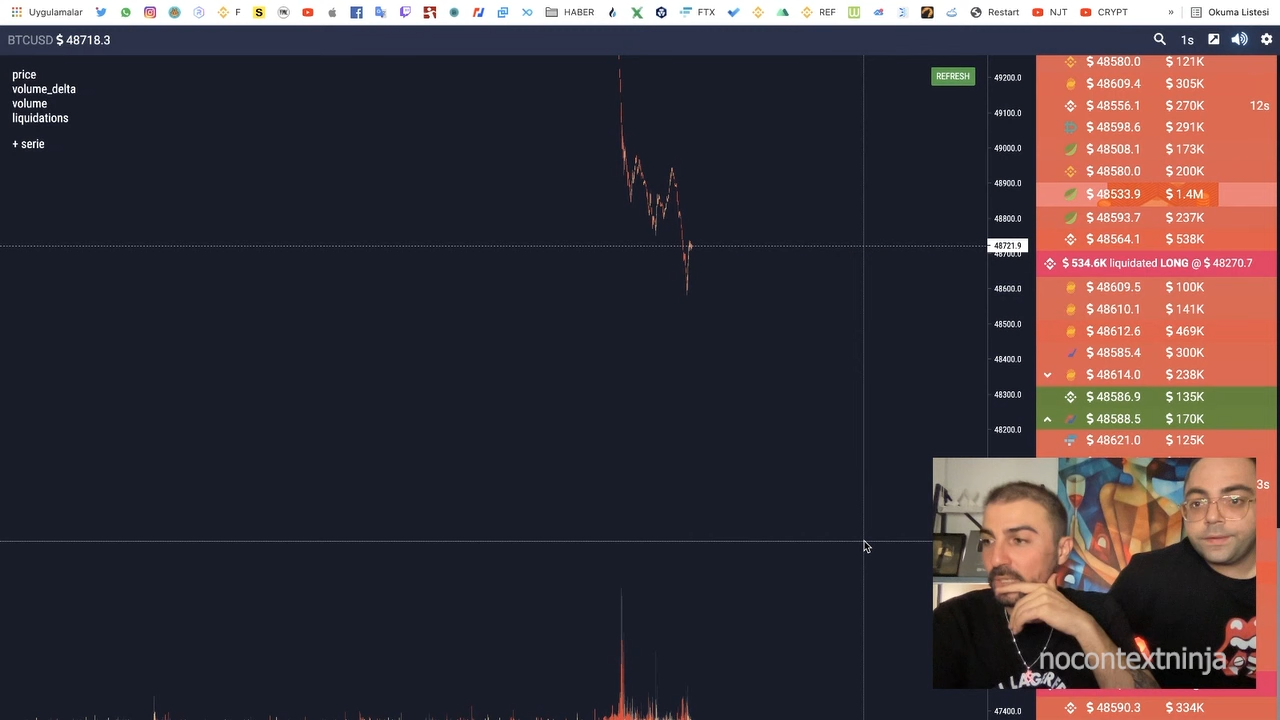 Uygulamalar F HABER FTX REF Restart NJT CRYPT » Okuma Listesi
BTCUSD $ 48718.3 1s
price
volume_delta
volume
liquidations
+ serie
REFRESH
49200.0
49100.0
49000.0
48900.0
48800.0
48721.9
48700.0
48600.0
48500.0
48400.0
48300.0
48200.0
47400.0
$ 48580.0 $ 121K
$ 48609.4 $ 305K
$ 48556.1 $ 270K 12s
$ 48598.6 $ 291K
$ 48508.1 $ 173K
$ 48580.0 $ 200K
$ 48533.9 $ 1.4M
$ 48593.7 $ 237K
$ 48564.1 $ 538K
$ 534.6K liquidated LONG @ $ 48270.7
$ 48609.5 $ 100K
$ 48610.1 $ 141K
$ 48612.6 $ 469K
$ 48585.4 $ 300K
$ 48614.0 $ 238K
$ 48586.9 $ 135K
$ 48588.5 $ 170K
$ 48621.0 $ 125K
3s
nocontextninja
$ 48590.3 $ 334K